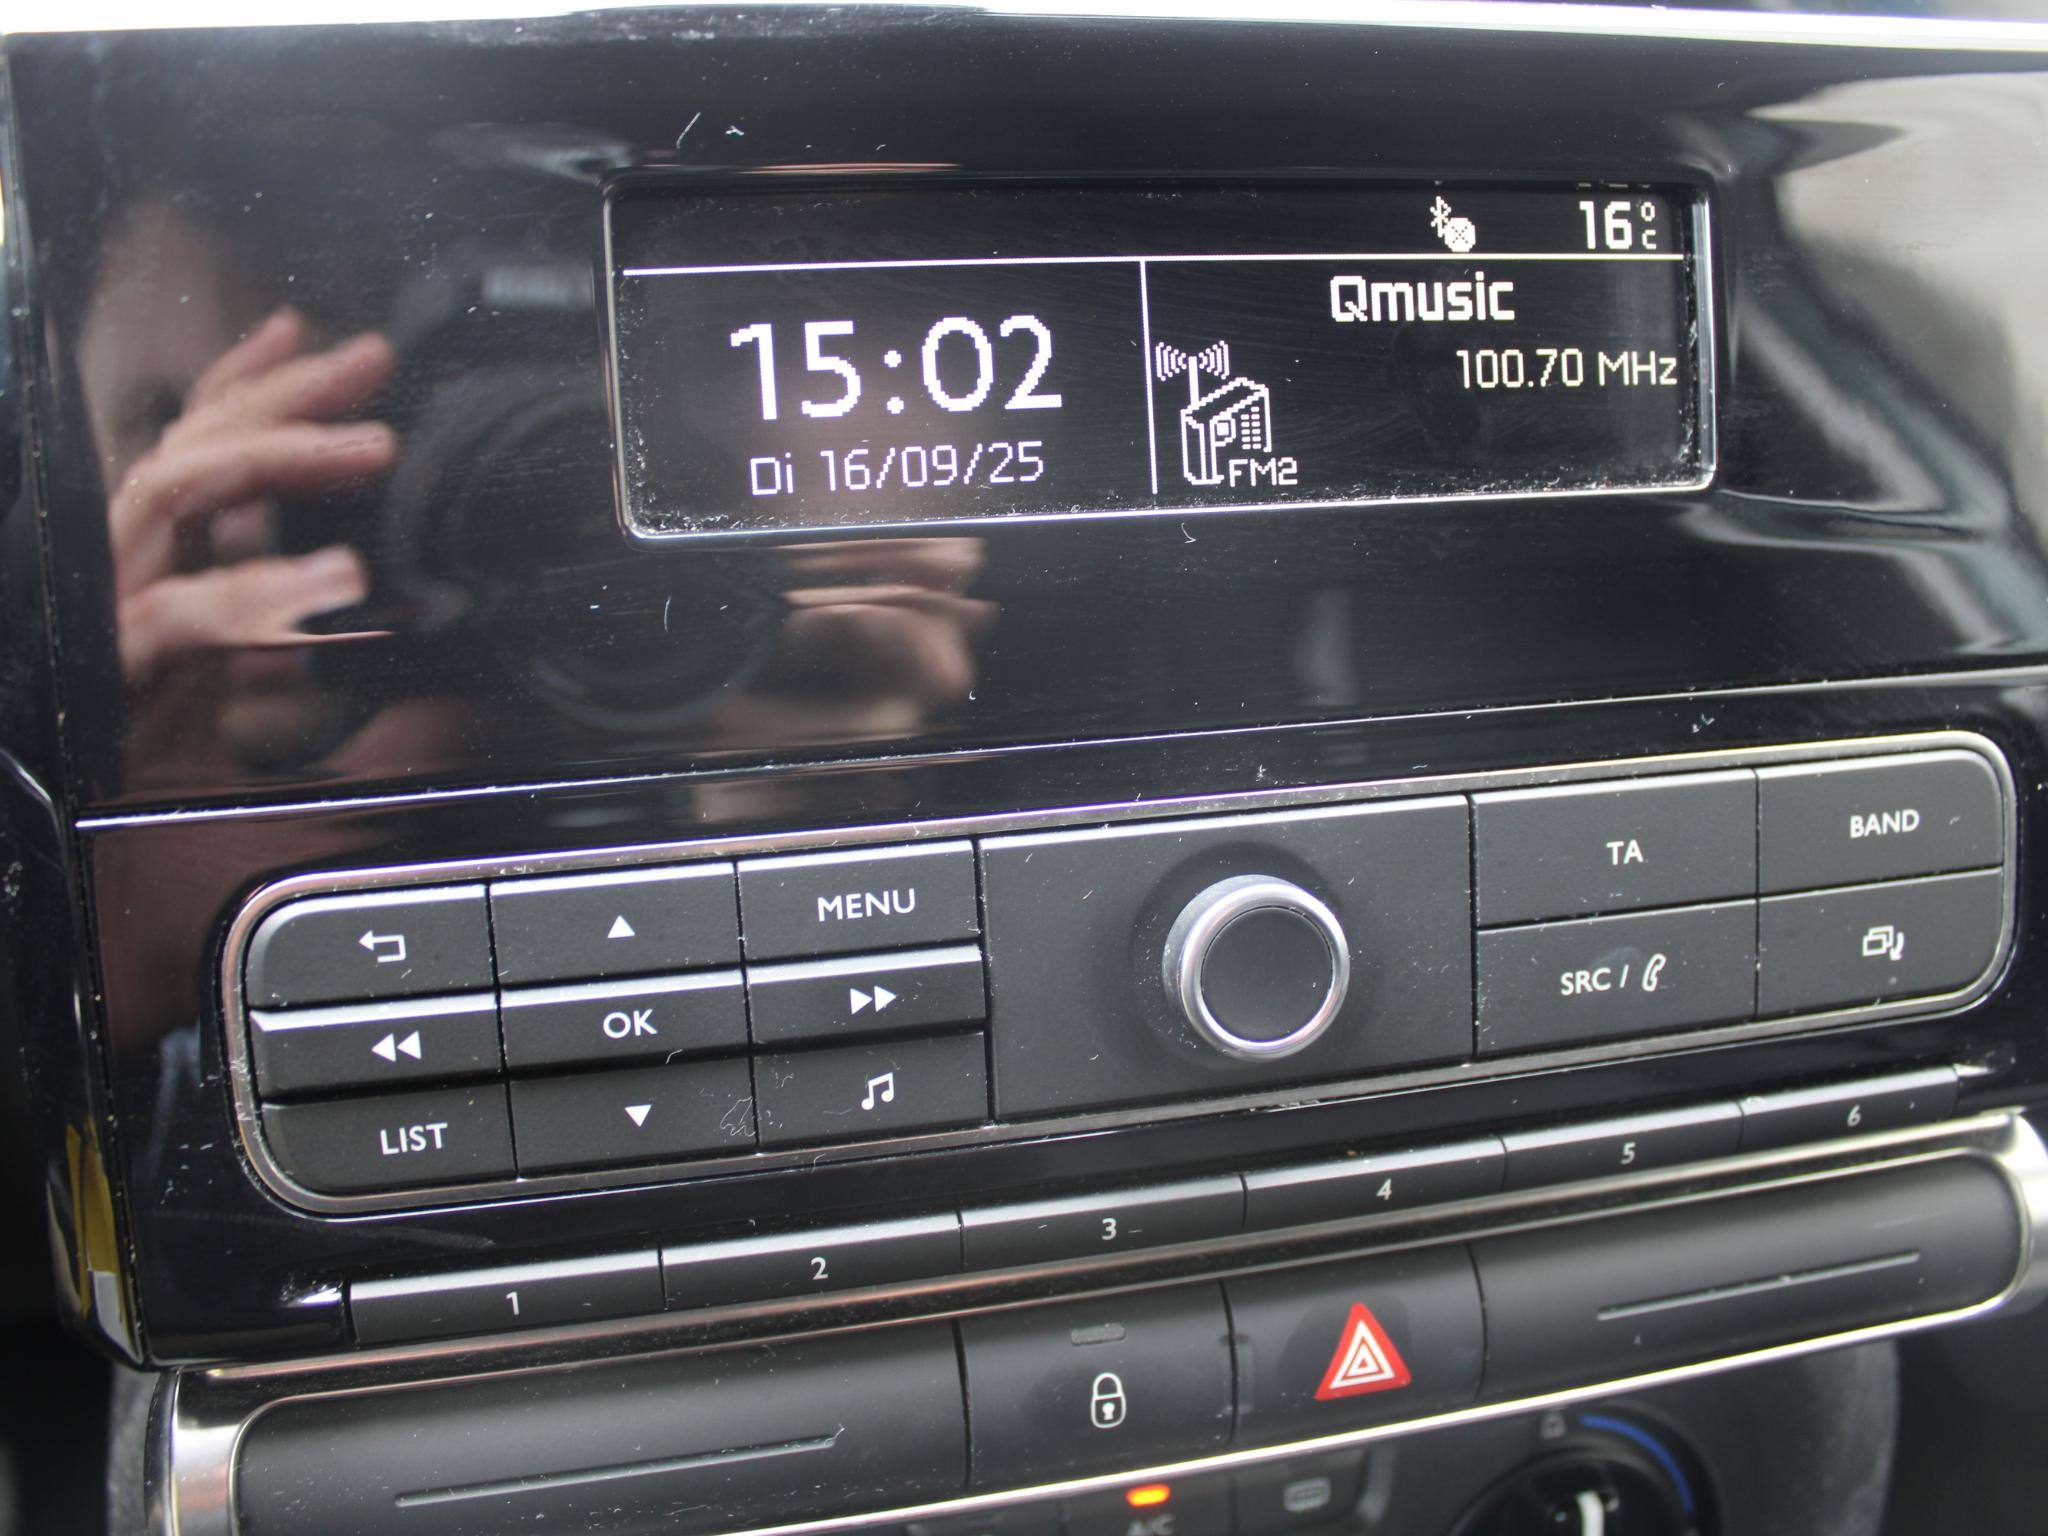 16°C
Qmusic
15:02
100.70 MHz
Di 16/09/25
FM2
MENU
TA
BAND
OK
SRC /
LIST
1
2
3
4
5
6
A/C